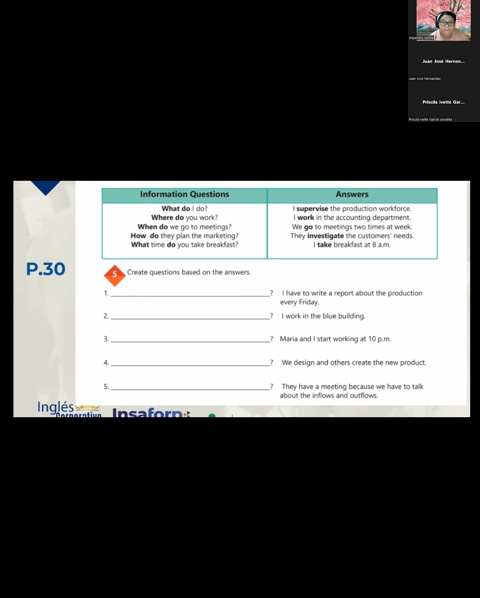 Juan José Hernan...
Juan José Hernandez
Priscila Ivette Gar...
Information Questions
Answers
What do I do?
I supervise the production workforce.
Where do you work?
I work in the accounting department.
When do we go to meetings?
We go to meetings two times at week.
How do they plan the marketing?
They investigate the customers' needs.
What time do you take breakfast?
I take breakfast at 8 a.m.
P.30
5 Create questions based on the answers.
1. ? I have to write a report about the production
every Friday.
2. ? I work in the blue building.
3. ? Maria and I start working at 10 p.m.
4. ? We design and others create the new product.
5. ? They have a meeting because we have to talk
about the inflows and outflows.
Inglés
Corporativo
Insaforp